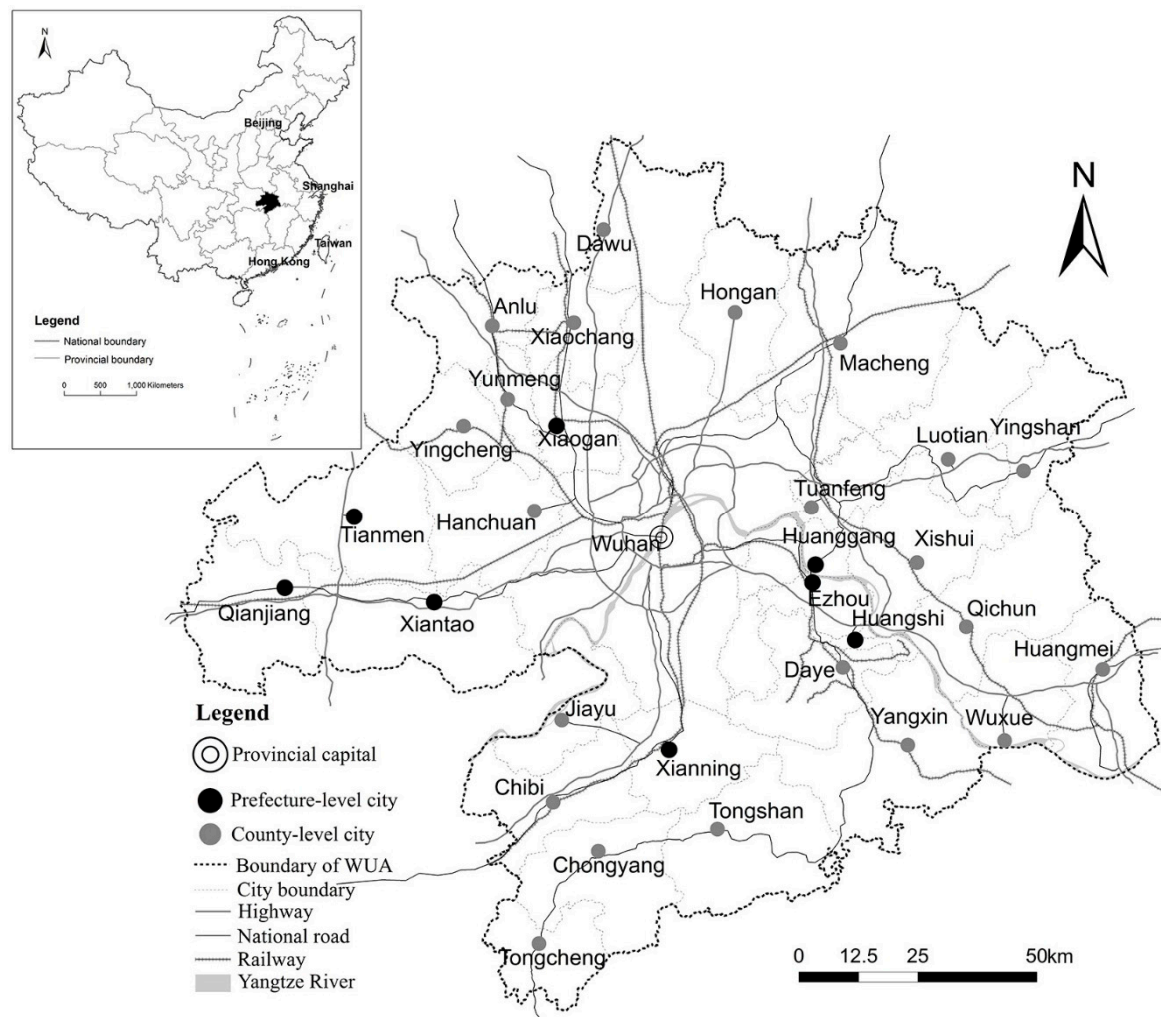 N
Beijing
Shanghai
Taiwan
Hong Kong
Legend
National boundary
Provincial boundary
0 500 1,000 Kilometers
N
Dawu
Anlu
Xiaochang
Hongan
Macheng
Yunmeng
Xiaogan
Yingcheng
Luotian
Yingshan
Tuanfeng
Hanchuan
Tianmen
Wuhan
Huanggang
Xishui
Ezhou
Qianjiang
Xiantao
Huangshi
Qichun
Huangmei
Daye
Jiayu
Yangxin
Wuxue
Xianning
Chibi
Tongshan
Chongyang
Tongcheng
Legend
Provincial capital
Prefecture-level city
County-level city
Boundary of WUA
City boundary
Highway
National road
Railway
Yangtze River
0 12.5 25 50km